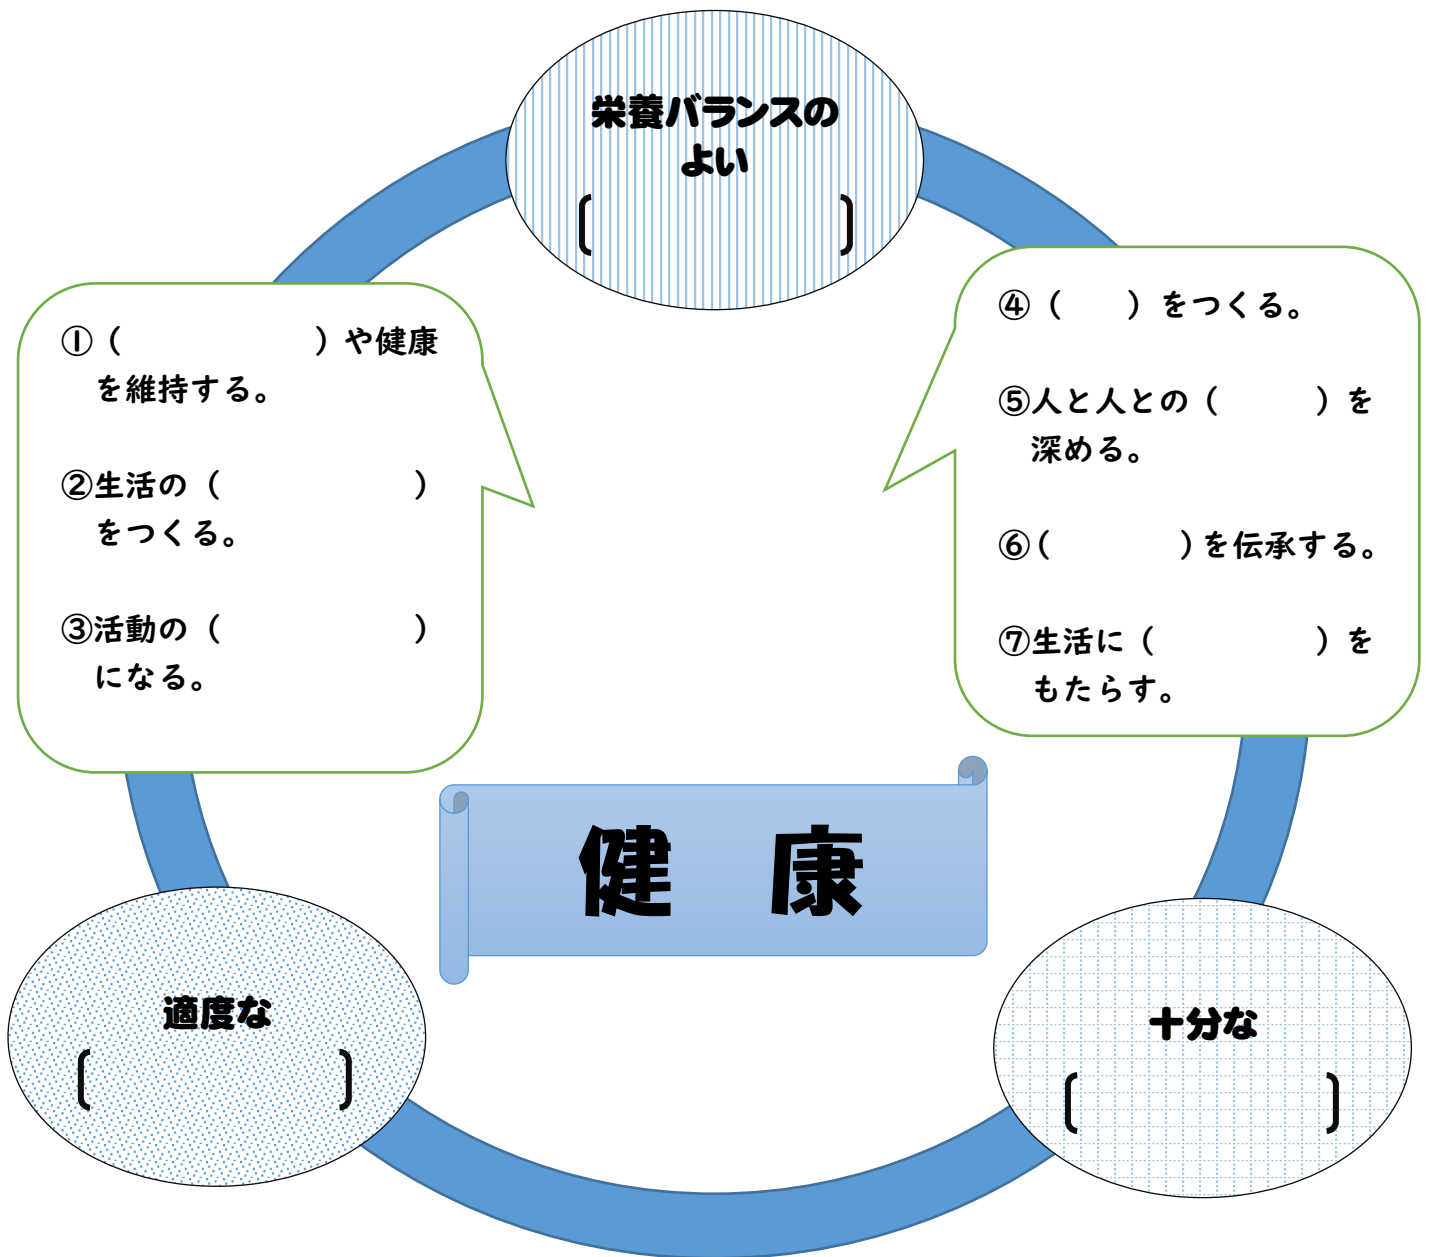 栄養バランスの
よい
〔　　　　　　　〕
①（　　　　　　）や健康
を維持する。
②生活の（　　　　　　）
をつくる。
③活動の（　　　　　　）
になる。
④（　　）をつくる。
⑤人と人との（　　　）を
深める。
⑥（　　　　）を伝承する。
⑦生活に（　　　　　）を
もたらす。
健　康
適度な
〔　　　　　　　〕
十分な
〔　　　　　　　〕